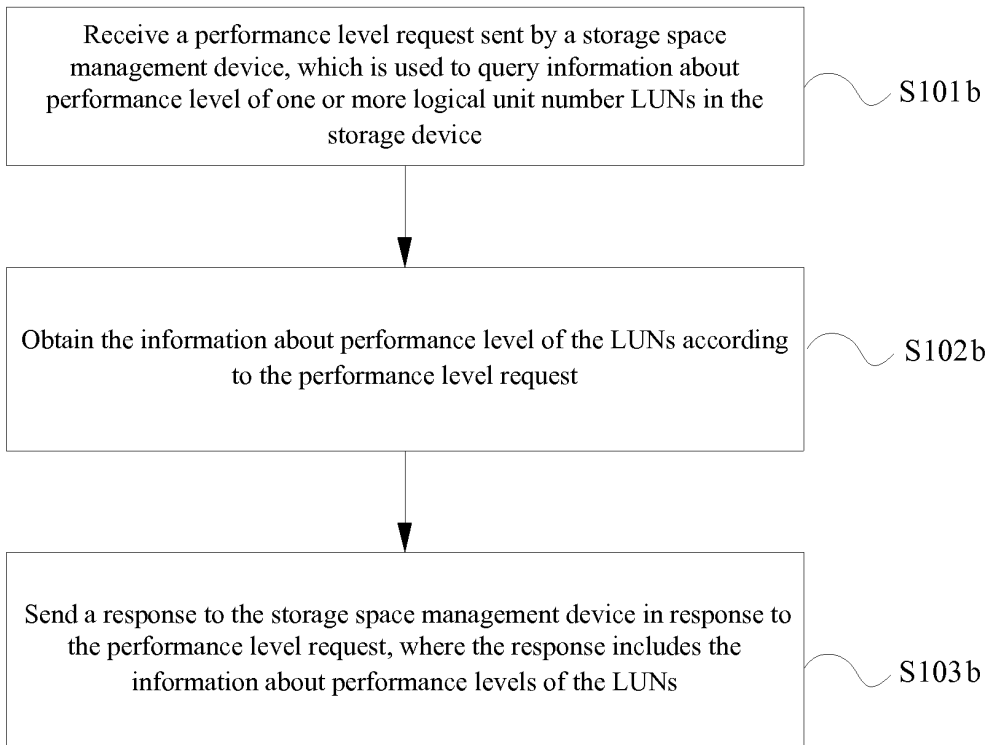 Receive a performance level request sent by a storage space
management device, which is used to query information about
performance level of one or more logical unit number LUNs in the
storage device
S101b
Obtain the information about performance level of the LUNs according
to the performance level request
S102b
Send a response to the storage space management device in response to
the performance level request, where the response includes the
information about performance levels of the LUNs
S103b